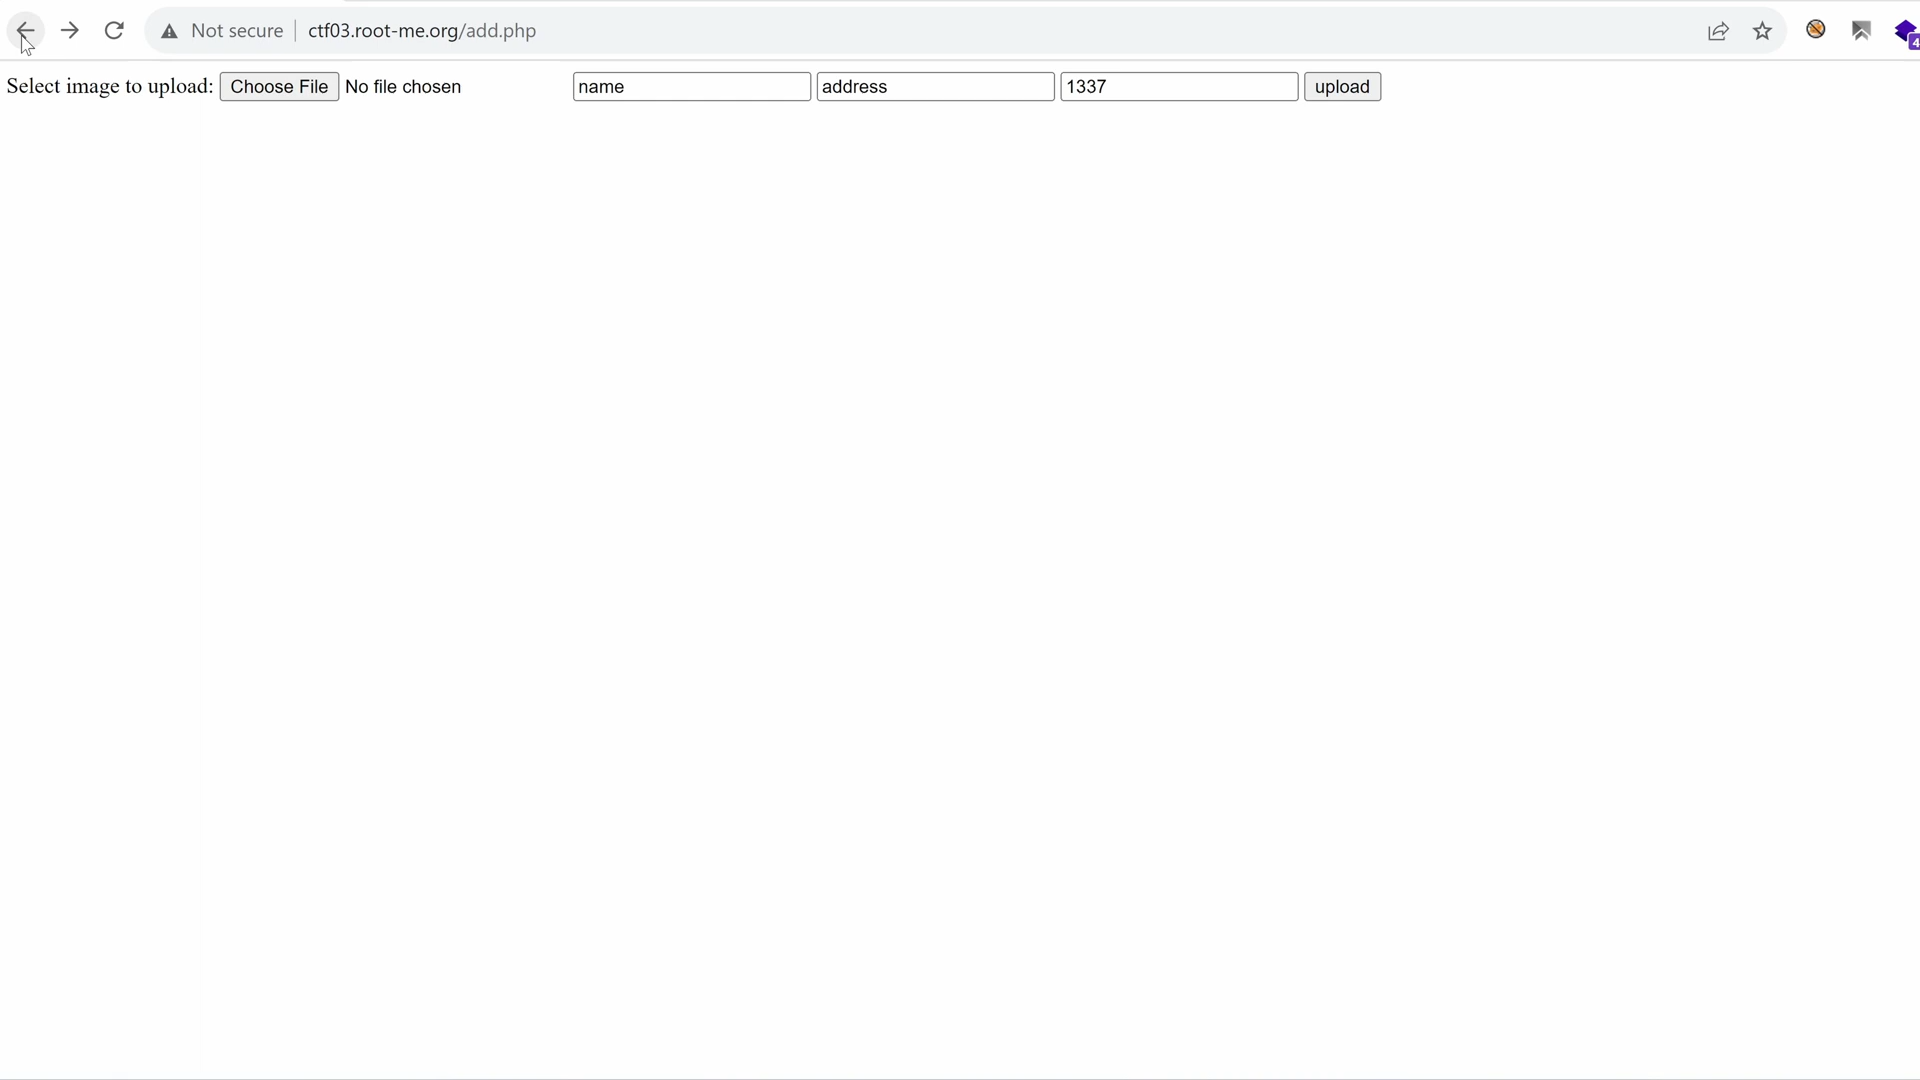 Not secure ctf03.root-me.org/add.php
4
Select image to upload: Choose File No file chosen name address 1337 upload